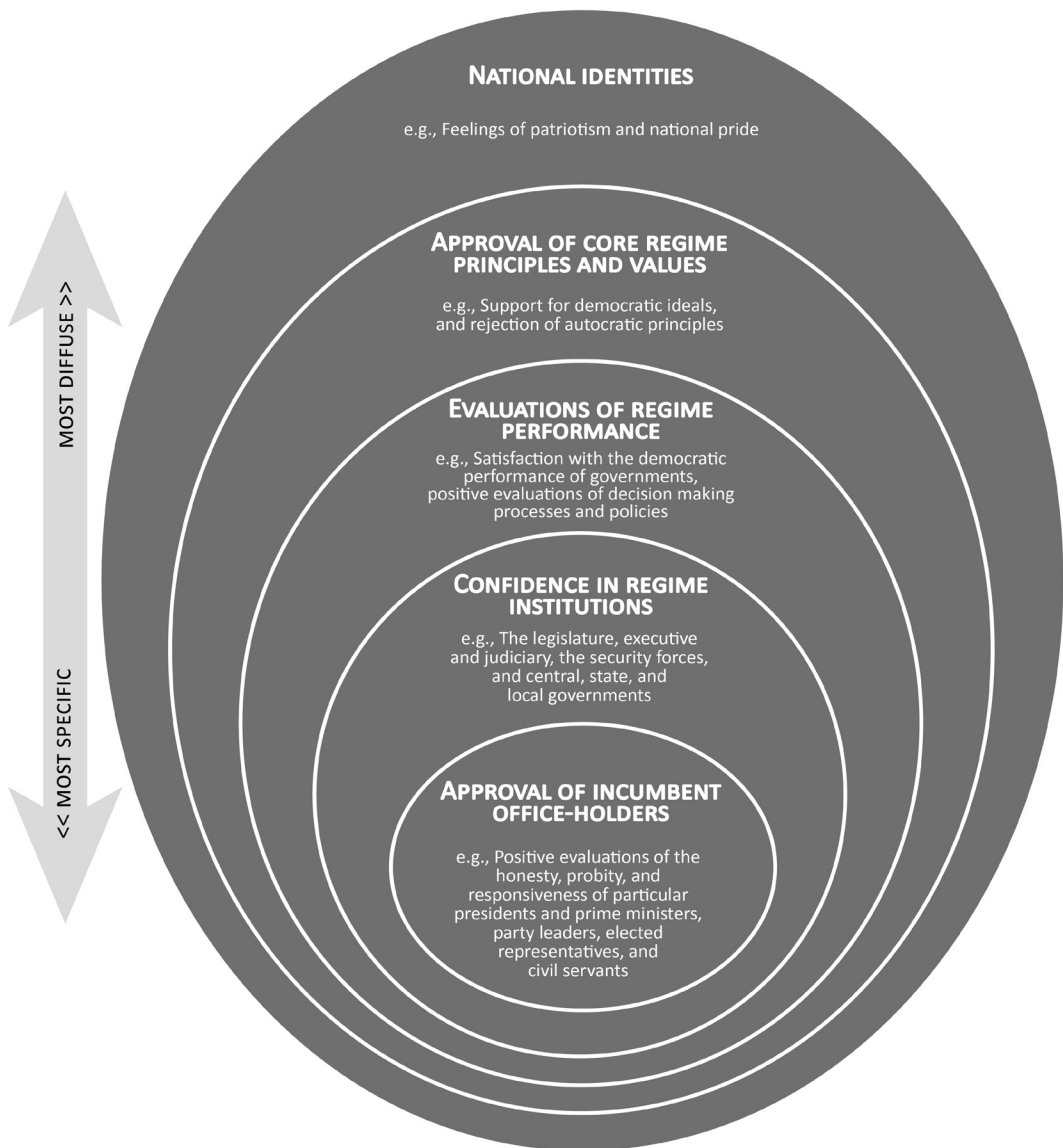 NATIONAL IDENTITIES
e.g., Feelings of patriotism and national pride
APPROVAL OF CORE REGIME
PRINCIPLES AND VALUES
e.g., Support for democratic ideals,
and rejection of autocratic principles
EVALUATIONS OF REGIME
PERFORMANCE
e.g., Satisfaction with the democratic
performance of governments,
positive evaluations of decision making
processes and policies
CONFIDENCE IN REGIME
INSTITUTIONS
e.g., The legislature, executive
and judiciary, the security forces,
and central, state, and
local governments
APPROVAL OF INCUMBENT
OFFICE-HOLDERS
e.g., Positive evaluations of the
honesty, probity, and
responsiveness of particular
presidents and prime ministers,
party leaders, elected
representatives, and
civil servants
<< MOST SPECIFIC
MOST DIFFUSE >>